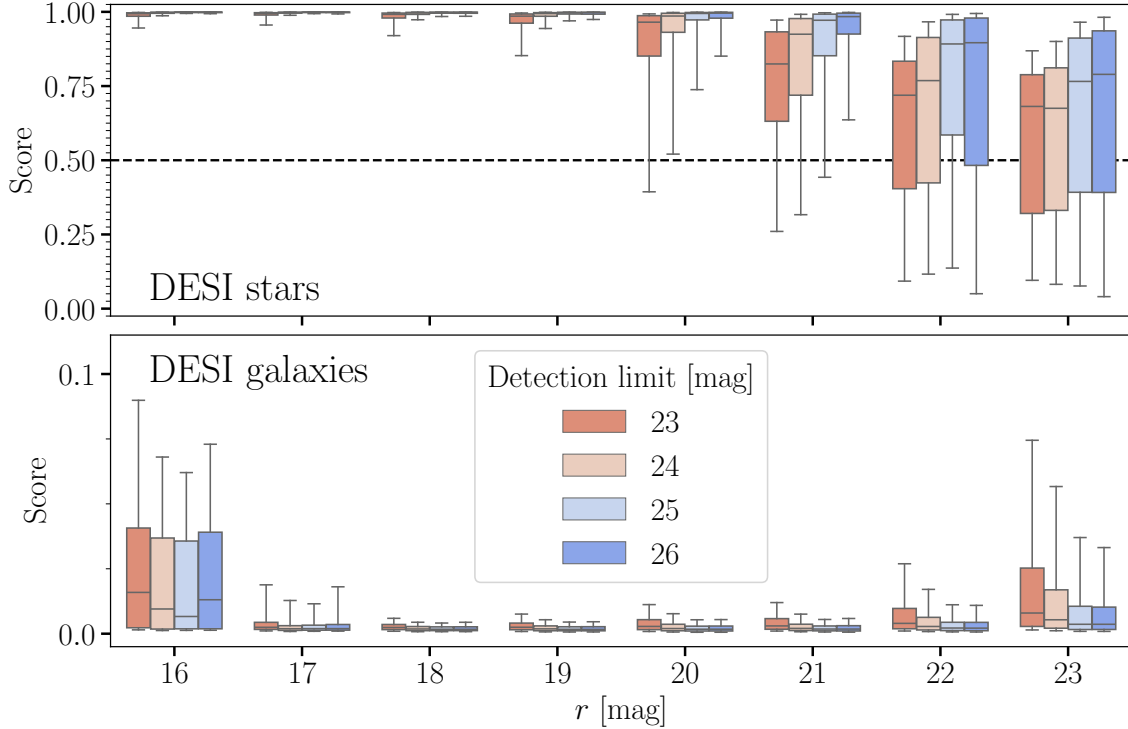 1.00
0.75
0.50
0.25
0.00
Score
DESI stars
DESI galaxies
0.1
0.0
Score
Detection limit [mag]
23
24
25
26
16 17 18 19 20 21 22 23
r [mag]